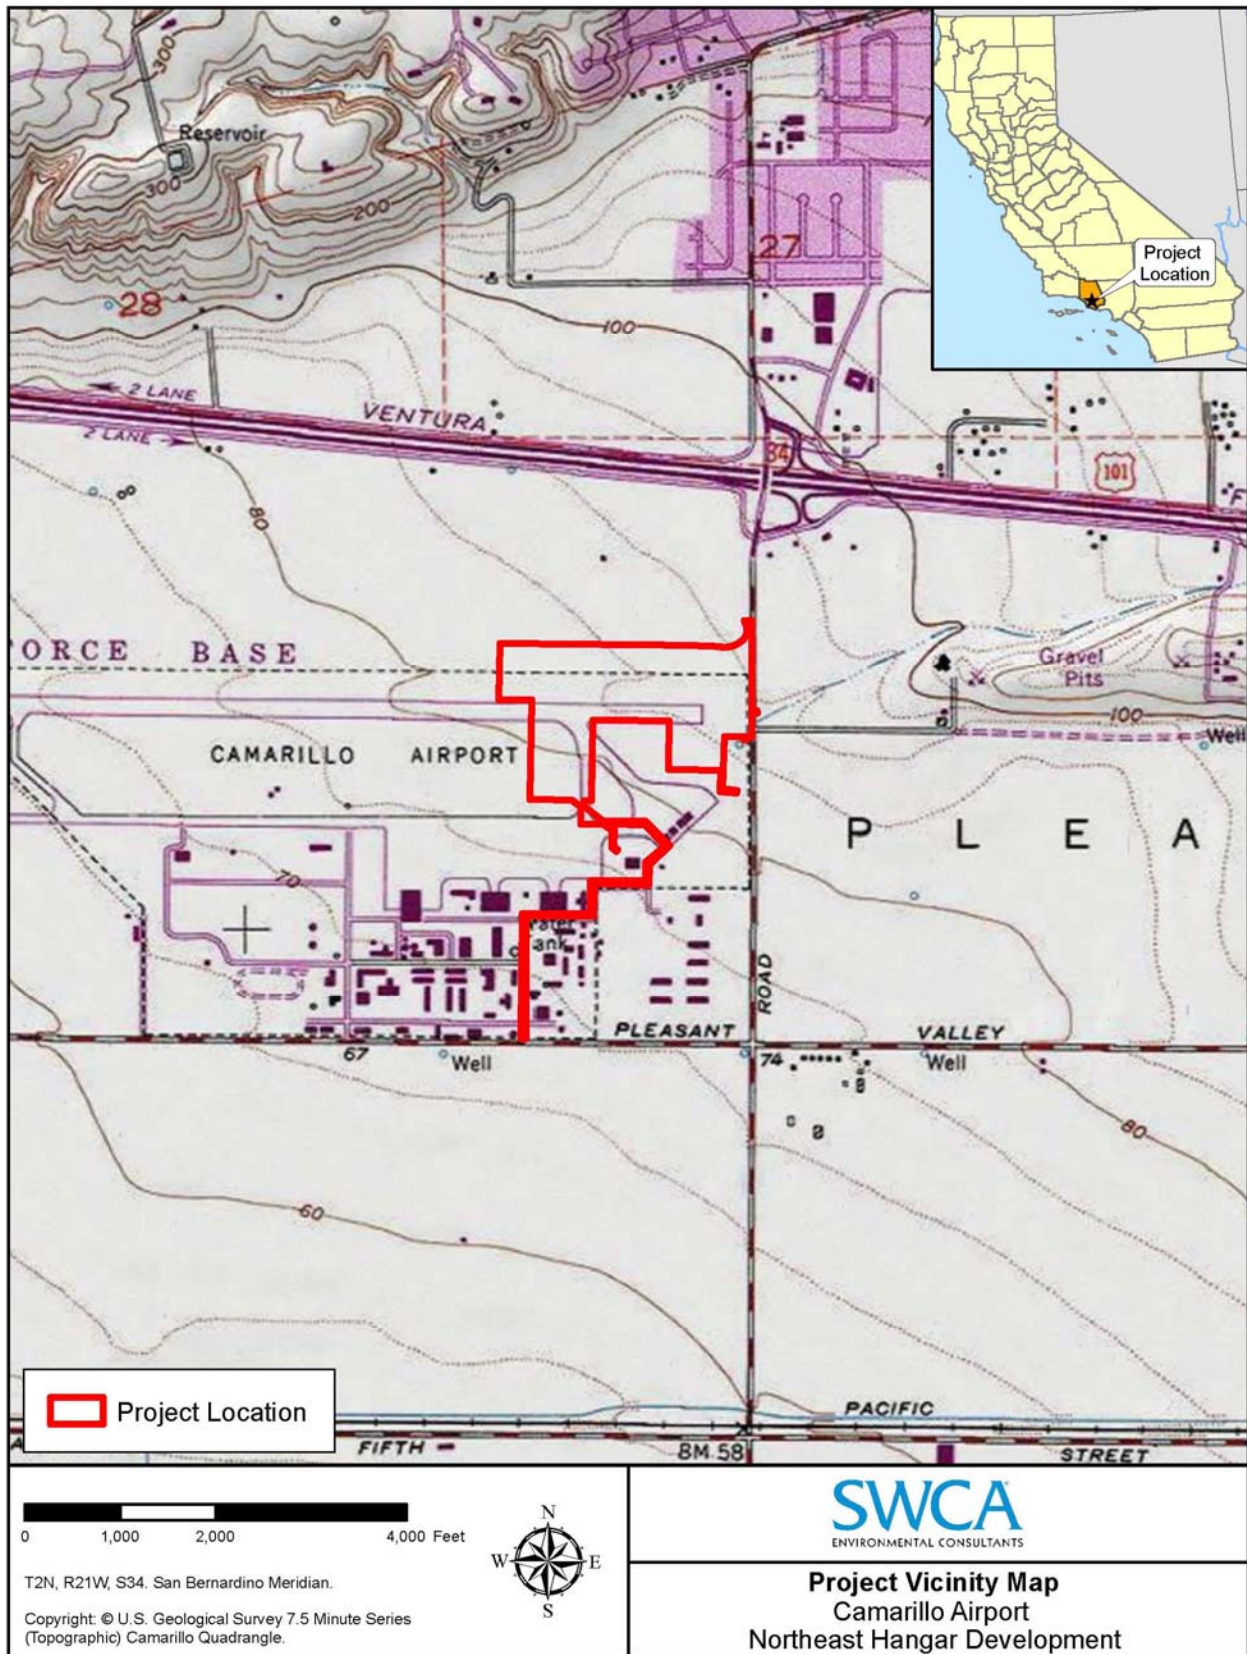 300
Reservoir
300
200
27
Project
Location
28
100
2 LANE
VENTURA
2 LANE
34
101
F
80
ORCE BASE
Gravel
Pits
100
Well
CAMARILLO AIRPORT
P L E A
70
ater
ank
ROAD
PLEASANT VALLEY
67
Well
74
Well
80
60
Project Location
PACIFIC
FIFTH
BM 58
STREET
0 1,000 2,000 4,000 Feet
N
W E
S
T2N, R21W, S34. San Bernardino Meridian.
Copyright: © U.S. Geological Survey 7.5 Minute Series
(Topographic) Camarillo Quadrangle.
SWCA
ENVIRONMENTAL CONSULTANTS
Project Vicinity Map
Camarillo Airport
Northeast Hangar Development